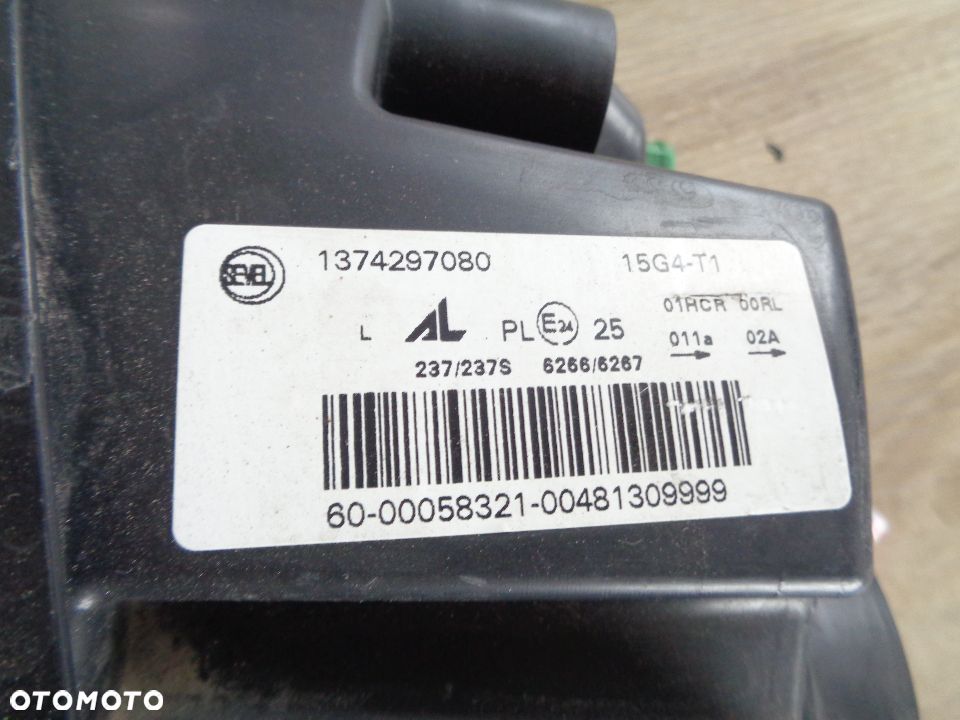 SEVEL 1374297080 15G4-T1
01HCR 00RL
L AL PL E24 25 011a 02A
237/237S 6266/6267
60-00058321-00481309999
OTOMOTO